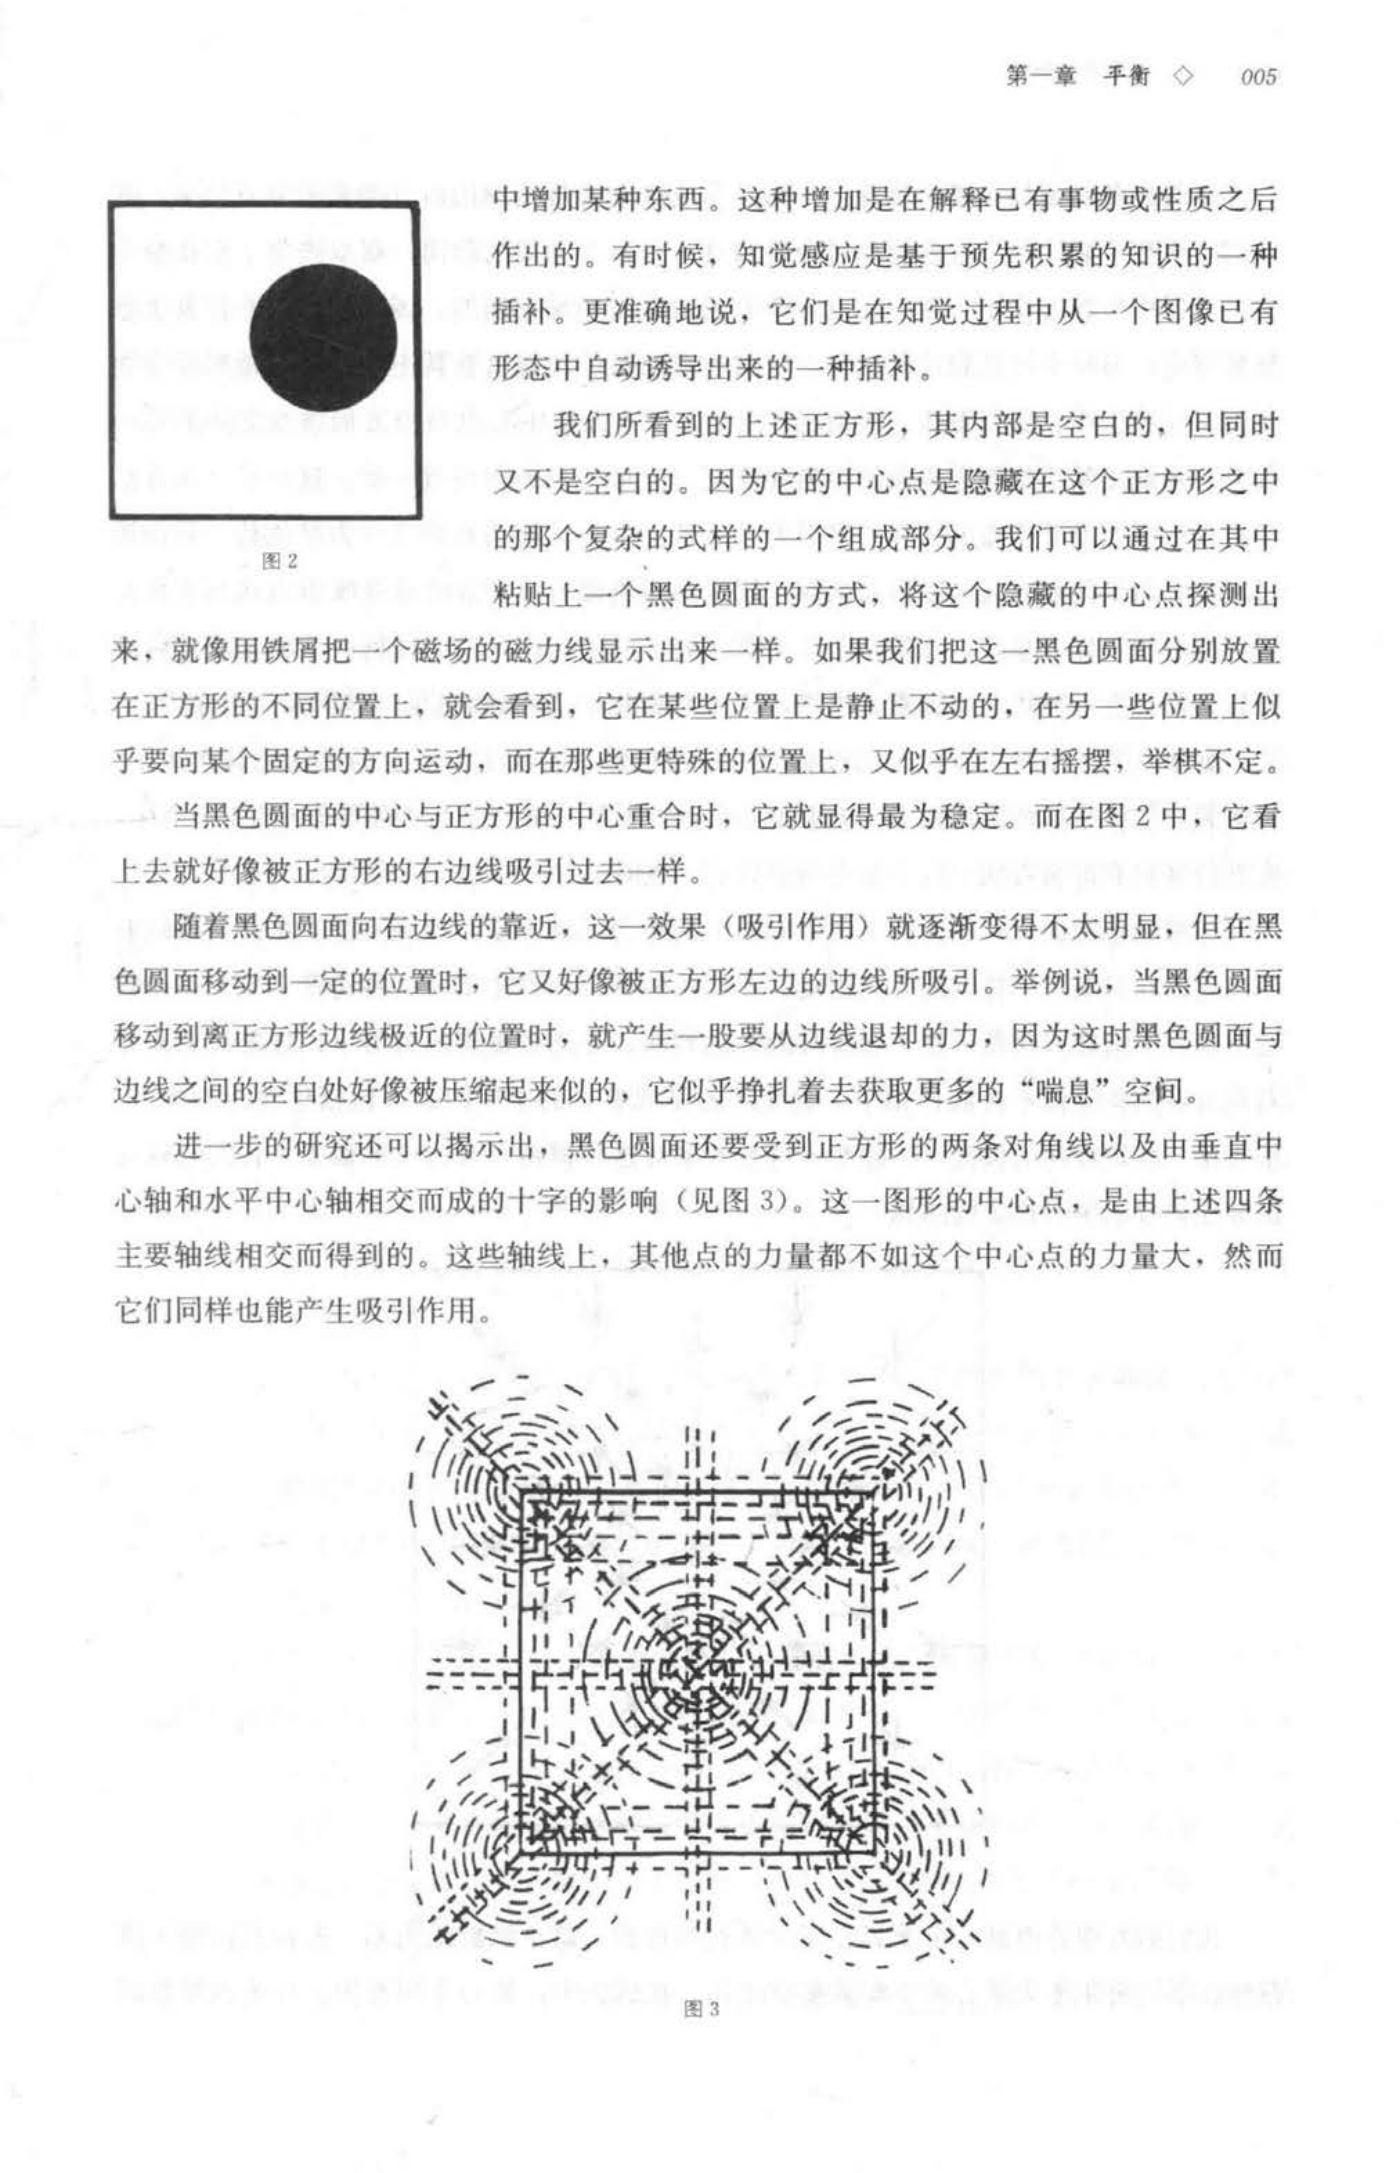 第一章 平衡 ◇ 005
中增加某种东西。这种增加是在解释已有事物或性质之后
作出的。有时候，知觉感应是基于预先积累的知识的一种
插补。更准确地说，它们是在知觉过程中从一个图像已有
形态中自动诱导出来的一种插补。
我们所看到的上述正方形，其内部是空白的，但同时
又不是空白的。因为它的中心点是隐藏在这个正方形之中
的那个复杂的式样的一个组成部分。我们可以通过在其中
粘贴上一个黑色圆面的方式，将这个隐藏的中心点探测出
图 2
来，就像用铁屑把一个磁场的磁力线显示出来一样。如果我们把这一黑色圆面分别放置
在正方形的不同位置上，就会看到，它在某些位置上是静止不动的，在另一些位置上似
乎要向某个固定的方向运动，而在那些更特殊的位置上，又似乎在左右摇摆，举棋不定。
当黑色圆面的中心与正方形的中心重合时，它就显得最为稳定。而在图 2 中，它看
上去就好像被正方形的右边线吸引过去一样。
随着黑色圆面向右边线的靠近，这一效果（吸引作用）就逐渐变得不太明显，但在黑
色圆面移动到一定的位置时，它又好像被正方形左边的边线所吸引。举例说，当黑色圆面
移动到离正方形边线极近的位置时，就产生一股要从边线退却的力，因为这时黑色圆面与
边线之间的空白处好像被压缩起来似的，它似乎挣扎着去获取更多的“喘息”空间。
进一步的研究还可以揭示出，黑色圆面还要受到正方形的两条对角线以及由垂直中
心轴和水平中心轴相交而成的十字的影响（见图 3）。这一图形的中心点，是由上述四条
主要轴线相交而得到的。这些轴线上，其他点的力量都不如这个中心点的力量大，然而
它们同样也能产生吸引作用。
图 3